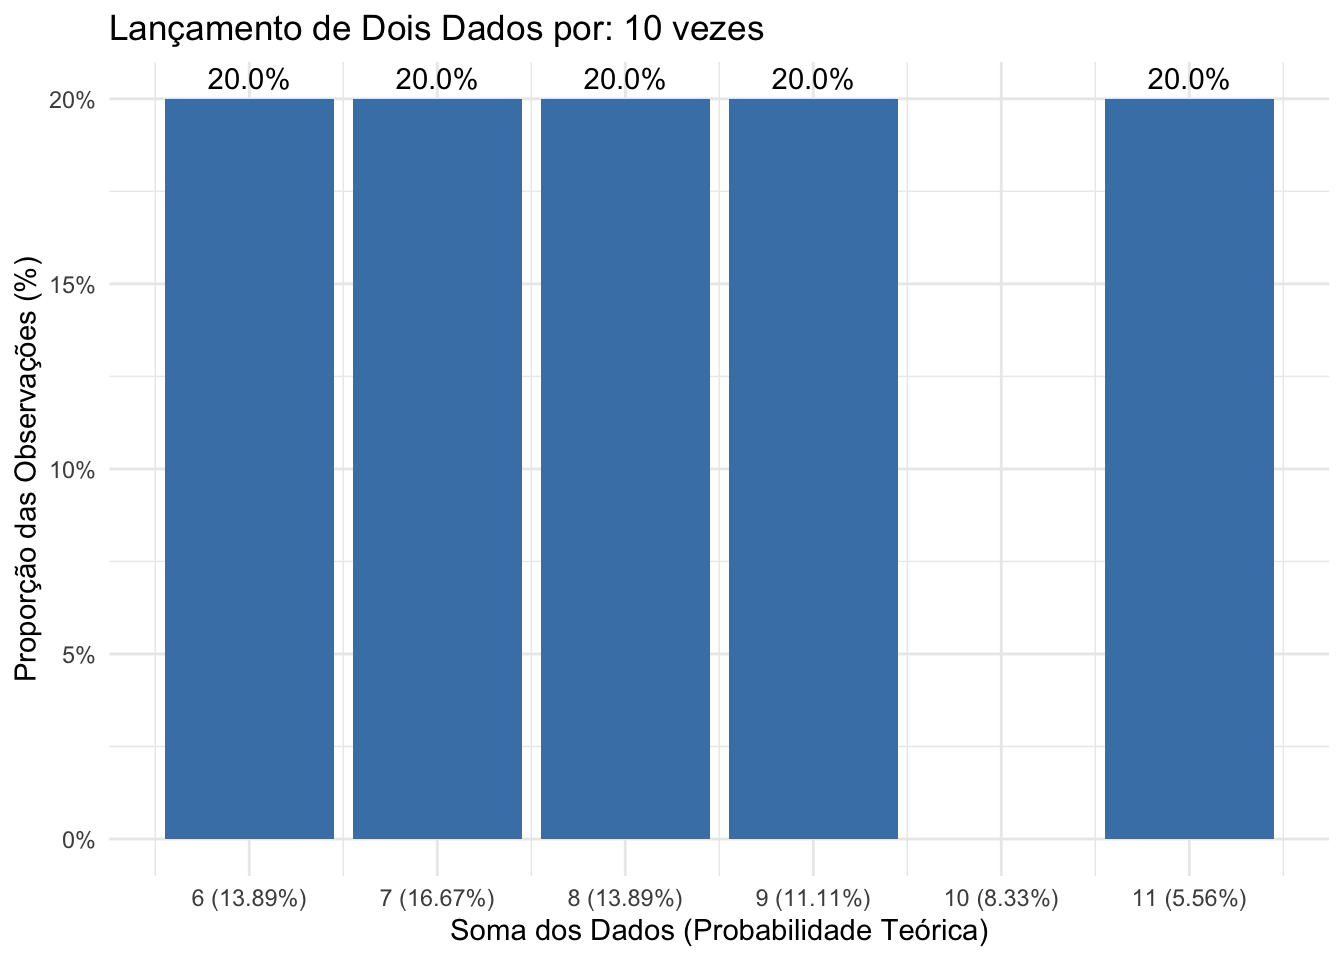 Lançamento de Dois Dados por: 10 vezes
20.0% 20.0% 20.0% 20.0% 20.0%
20%
15%
10%
5%
0%
Proporção das Observações (%)
6 (13.89%) 7 (16.67%) 8 (13.89%) 9 (11.11%) 10 (8.33%) 11 (5.56%)
Soma dos Dados (Probabilidade Teórica)